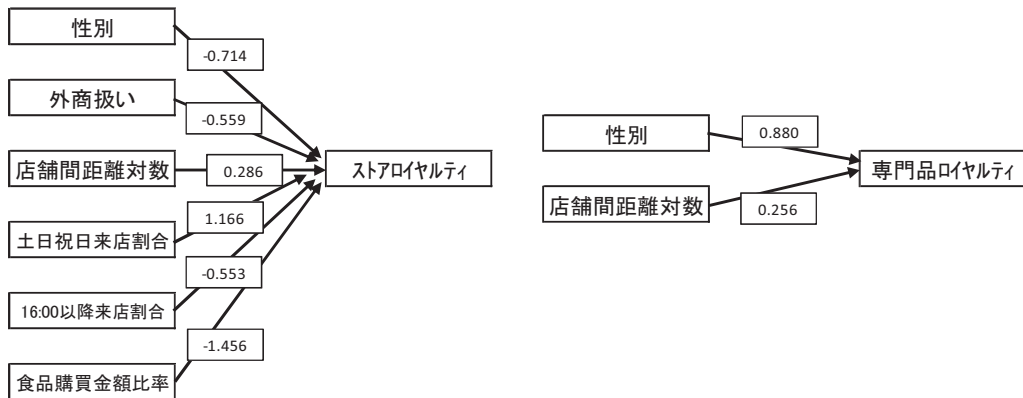 性別
-0.714
外商扱い
-0.559
店舗間距離対数
0.286
ストアロイヤルティ
1.166
土日祝日来店割合
-0.553
16:00以降来店割合
-1.456
食品購買金額比率
性別
0.880
専門品ロイヤルティ
店舗間距離対数
0.256